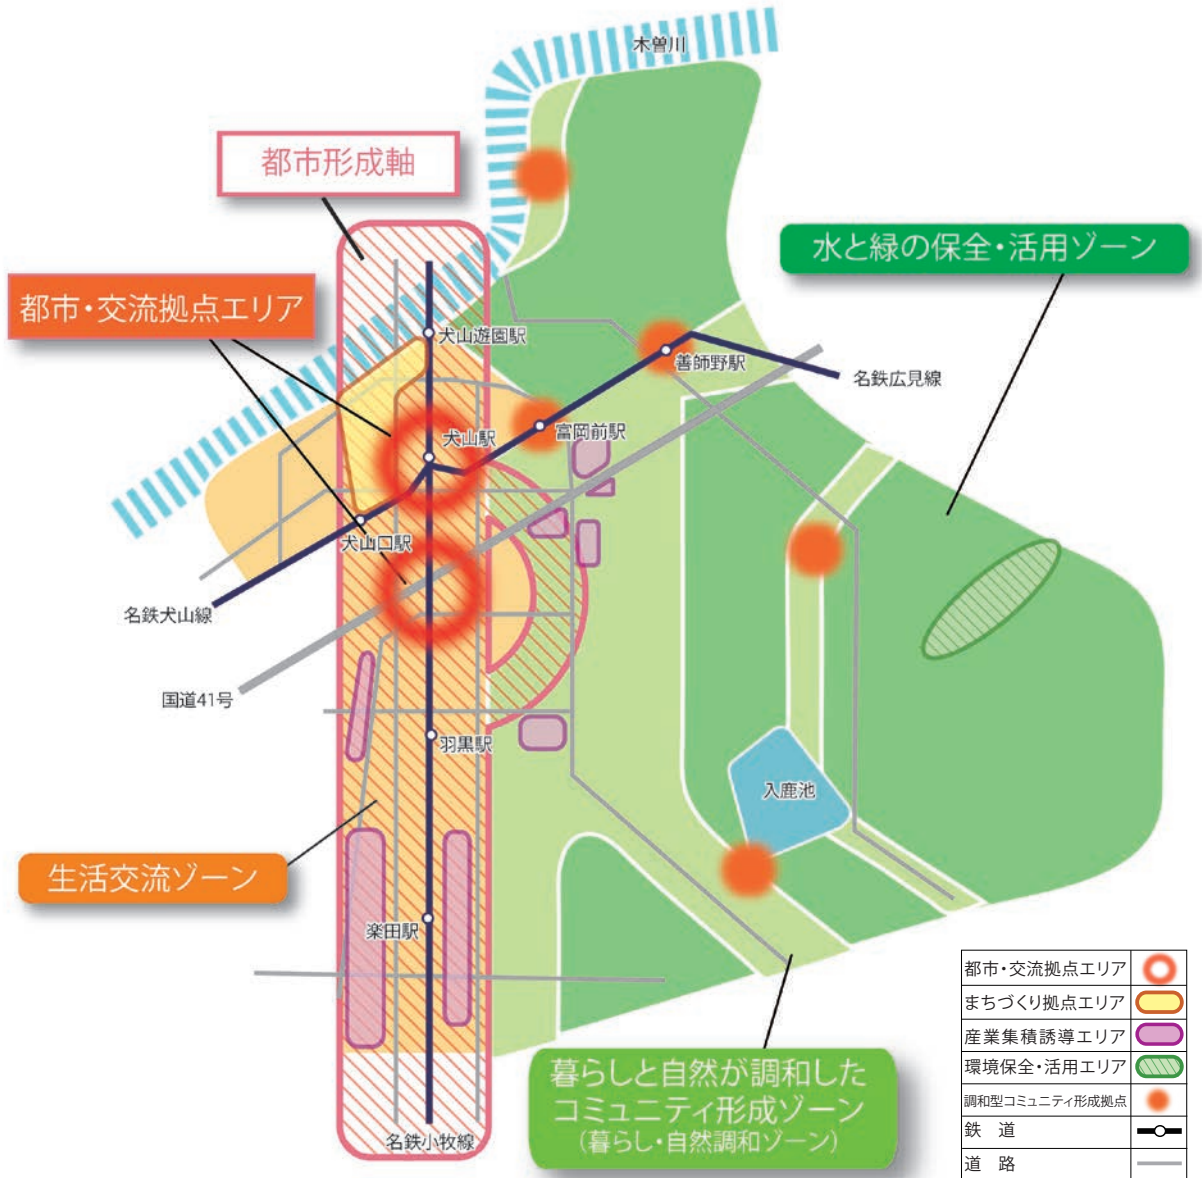 木曽川
都市形成軸
水と緑の保全・活用ゾーン
都市・交流拠点エリア
犬山遊園駅
善師野駅
名鉄広見線
犬山駅
富岡前駅
犬山口駅
名鉄犬山線
国道41号
羽黒駅
入鹿池
生活交流ゾーン
楽田駅
名鉄小牧線
暮らしと自然が調和した
コミュニティ形成ゾーン
(暮らし・自然調和ゾーン)
都市・交流拠点エリア
まちづくり拠点エリア
産業集積誘導エリア
環境保全・活用エリア
調和型コミュニティ形成拠点
鉄 道
道 路